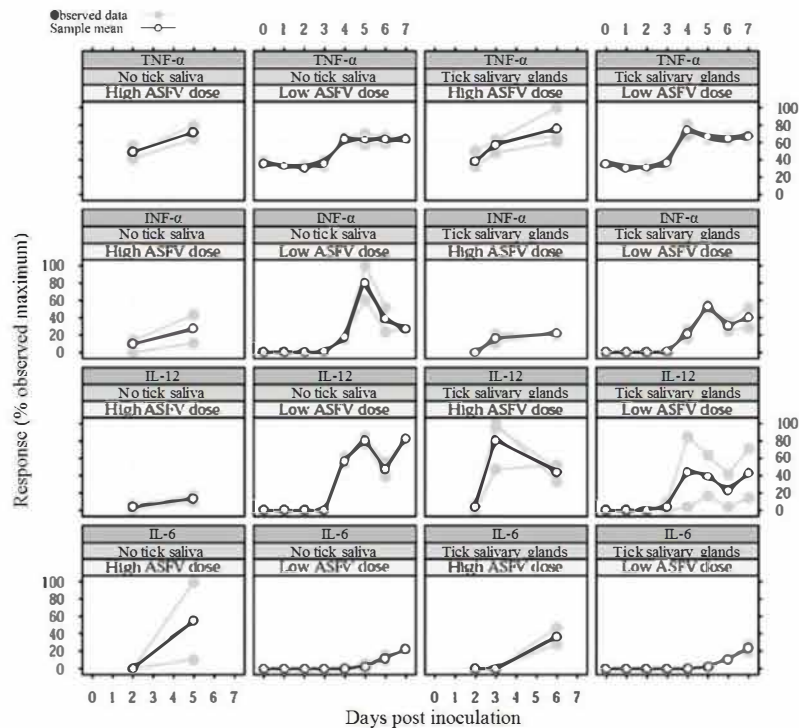 Observed data
Sample mean
0 1 2 3 4 5 6 7 0 1 2 3 4 5 6 7
TNF-α TNF-α TNF-α TNF-α
No tick saliva No tick saliva Tick salivary glands Tick salivary glands
High ASFV dose Low ASFV dose High ASFV dose Low ASFV dose
100
80
60
40
20
0
INF-α INF-α INF-α INF-α
No tick saliva No tick saliva Tick salivary glands Tick salivary glands
High ASFV dose Low ASFV dose High ASFV dose Low ASFV dose
100
80
60
40
20
0
IL-12 IL-12 IL-12 IL-12
No tick saliva No tick saliva Tick salivary glands Tick salivary glands
High ASFV dose Low ASFV dose High ASFV dose Low ASFV dose
100
80
60
40
20
0
IL-6 IL-6 IL-6 IL-6
No tick saliva No tick saliva Tick salivary glands Tick salivary glands
High ASFV dose Low ASFV dose High ASFV dose Low ASFV dose
100
80
60
40
20
0
0 1 2 3 4 5 6 7 0 1 2 3 4 5 6 7
Response (% observed maximum)
Days post inoculation